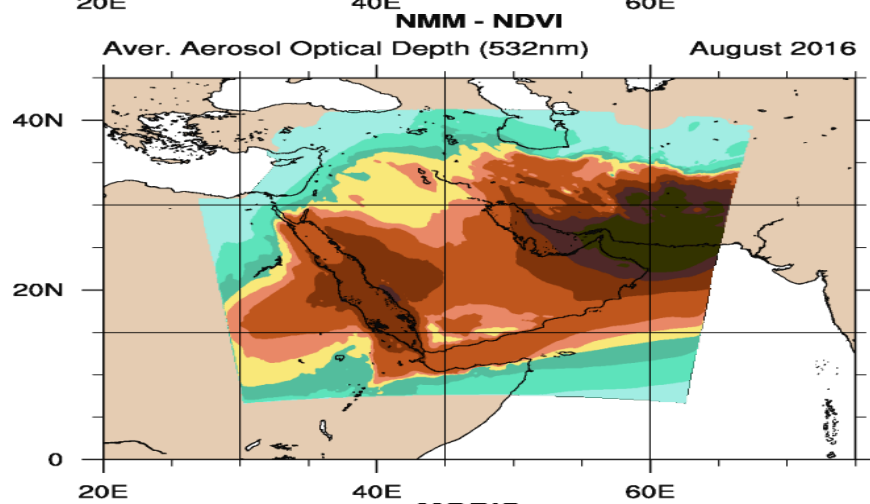 20E 40E 60E
NMM - NDVI
Aver. Aerosol Optical Depth (532nm) August 2016
40N
20N
0
20E 40E 60E